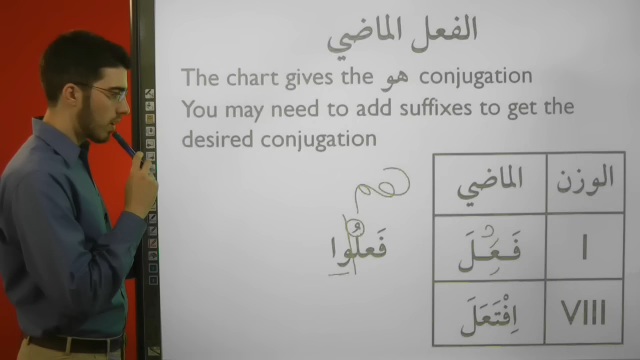 الفعل الماضي
The chart gives the هو conjugation
You may need to add suffixes to get the
desired conjugation
الوزن الماضي
هم
I فَعَِلَ
فَعلُوا
VIII اِفْتَعَلَ